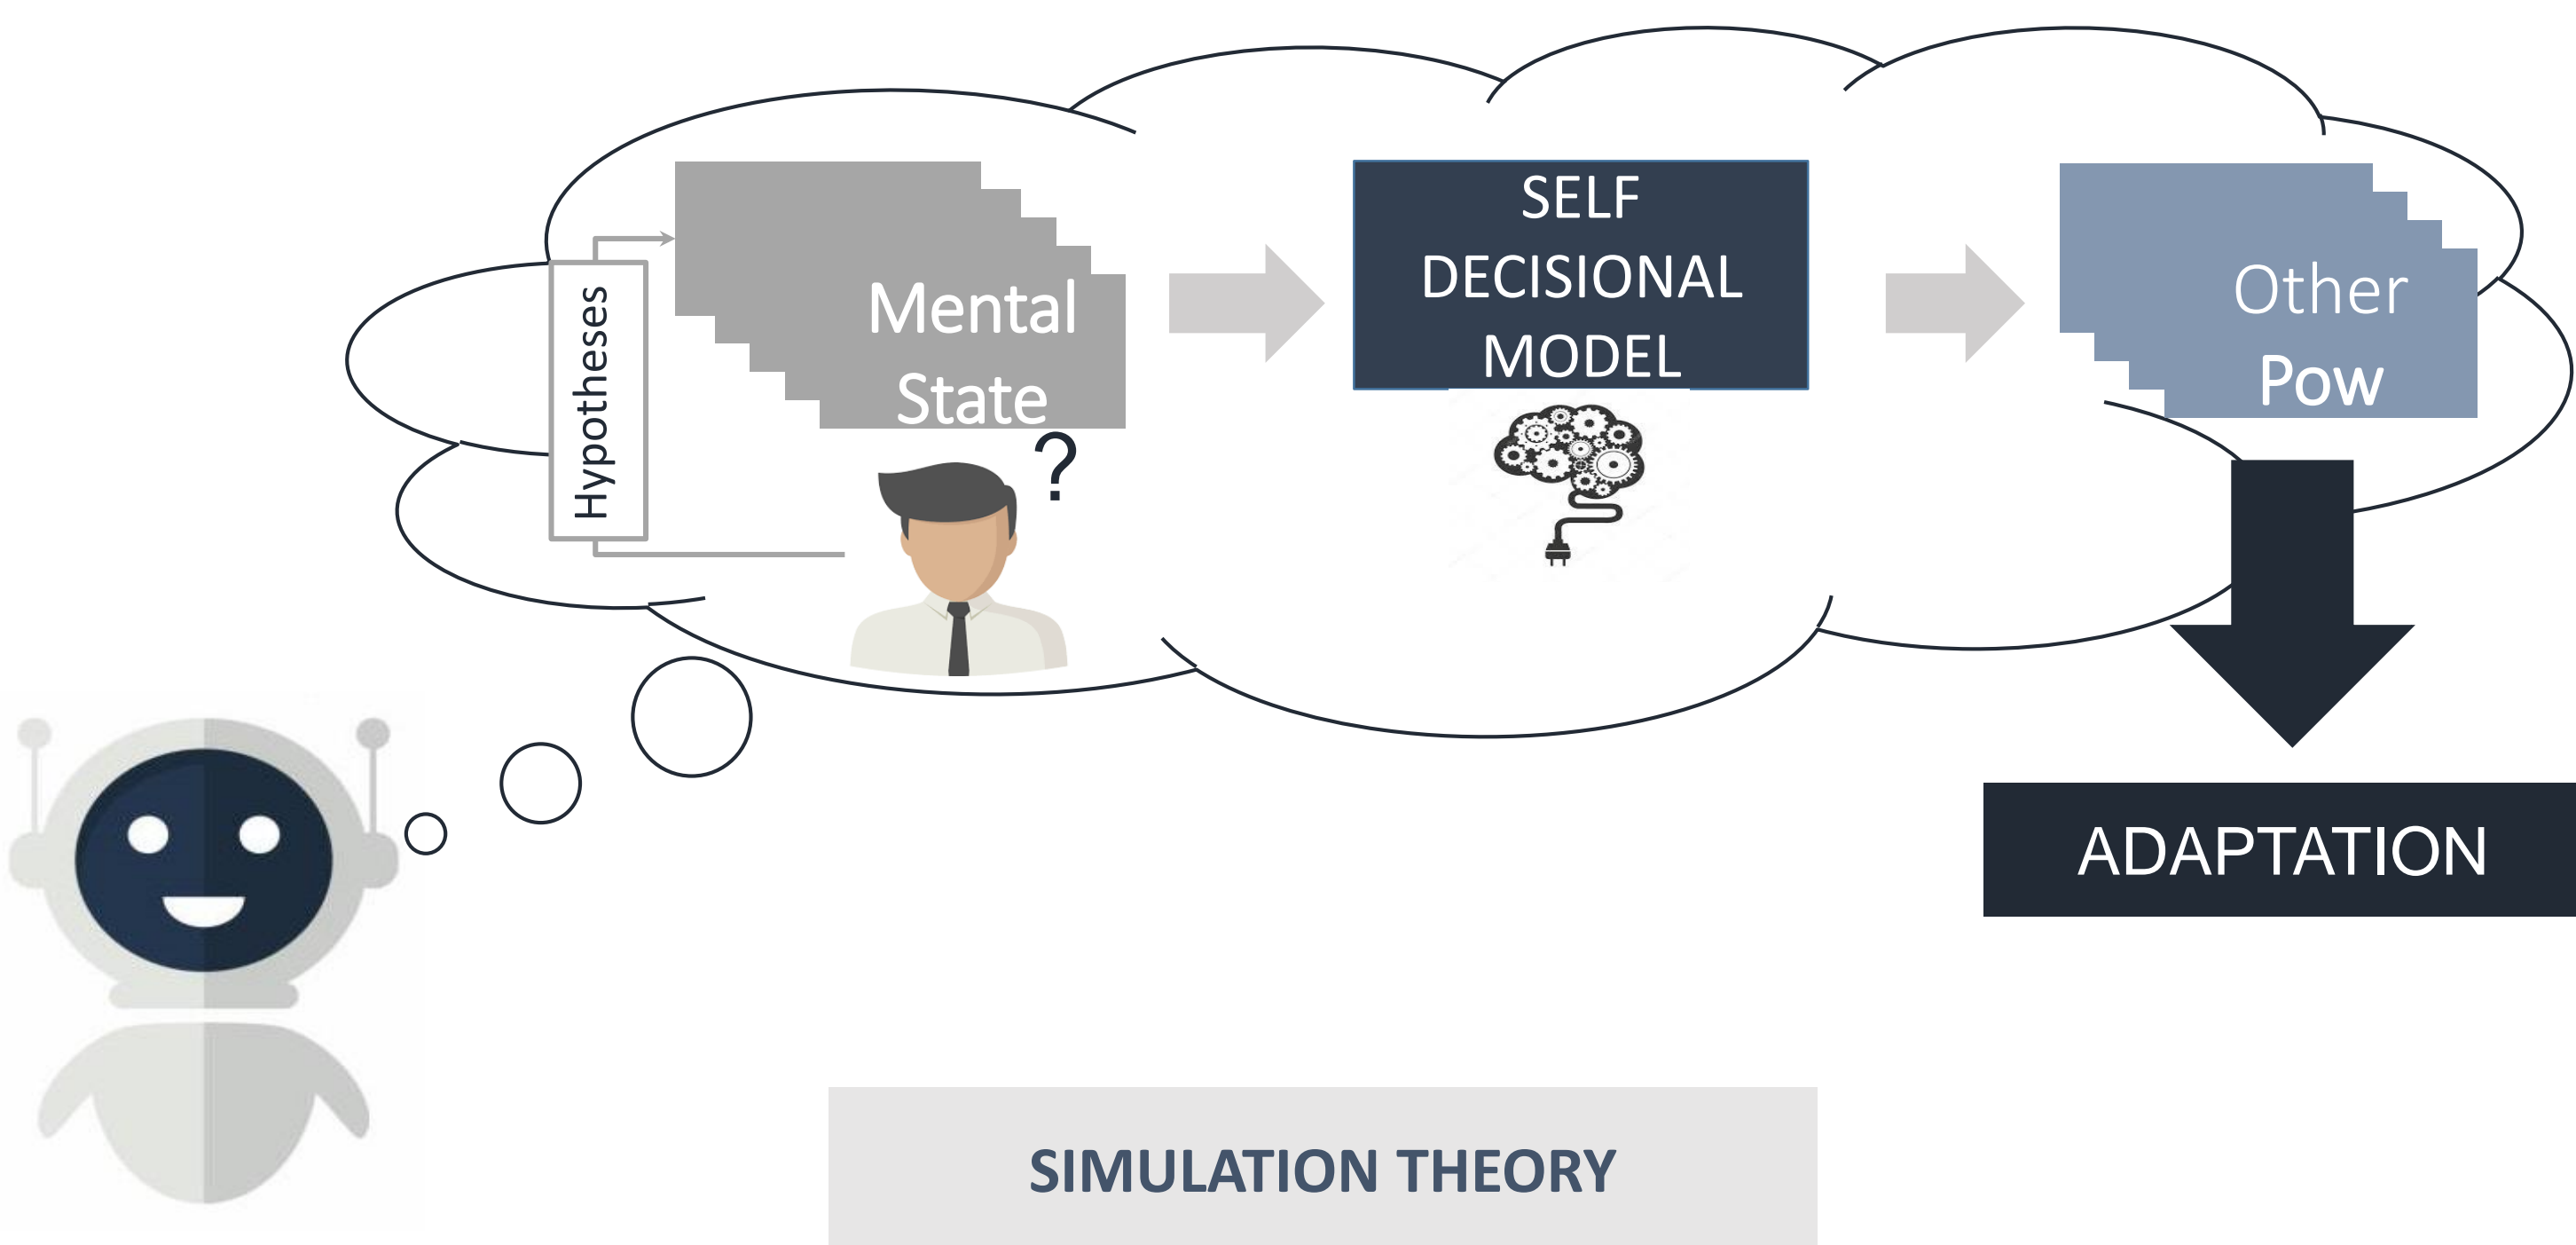 Hypotheses
Mental
State
?
SELF
DECISIONAL
MODEL
Other
Pow
ADAPTATION
SIMULATION THEORY